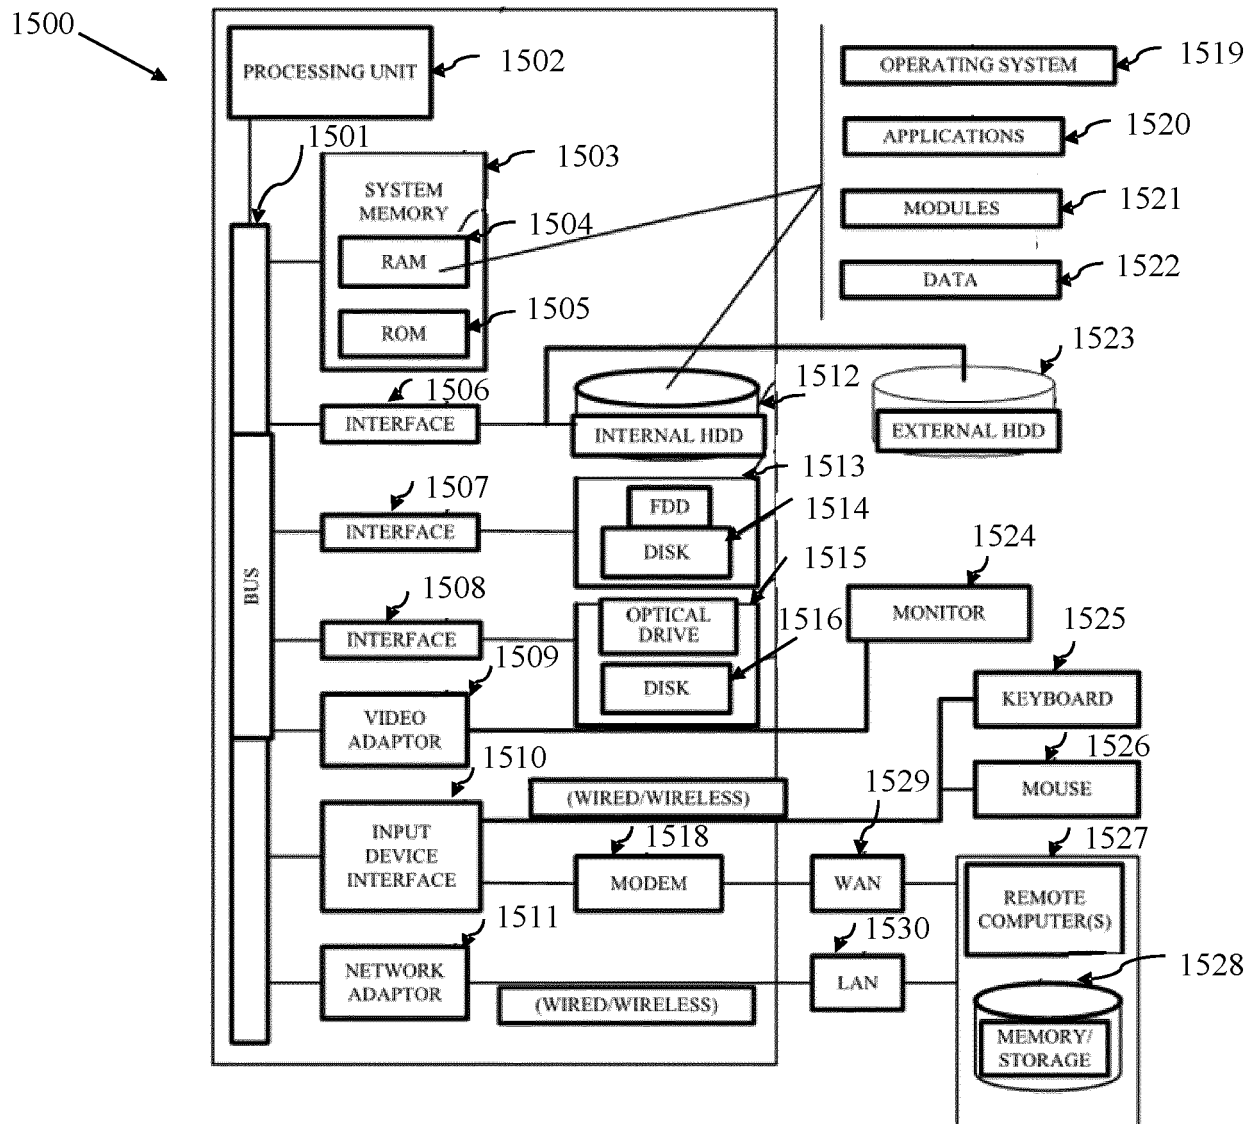 1500
PROCESSING UNIT
1502
1501
1503
SYSTEM
MEMORY
1504
RAM
1505
ROM
OPERATING SYSTEM
1519
APPLICATIONS
1520
MODULES
1521
DATA
1522
1523
EXTERNAL HDD
1506
INTERFACE
1512
INTERNAL HDD
1507
INTERFACE
1513
FDD
1514
DISK
BUS
1508
INTERFACE
1515
OPTICAL
DRIVE
1516
DISK
1524
MONITOR
1525
KEYBOARD
1509
VIDEO
ADAPTOR
1526
MOUSE
1510
INPUT
DEVICE
INTERFACE
(WIRED/WIRELESS)
1518
MODEM
1529
WAN
1527
REMOTE
COMPUTER(S)
1511
NETWORK
ADAPTOR
(WIRED/WIRELESS)
1530
LAN
1528
MEMORY/
STORAGE